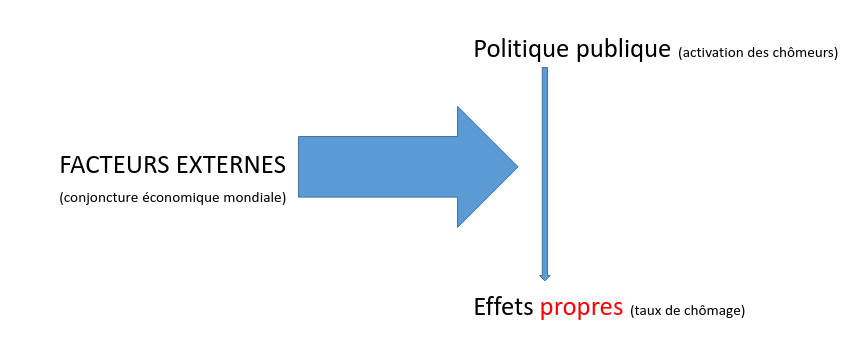 Politique publique (activation des chômeurs)
FACTEURS EXTERNES
(conjoncture économique mondiale)
Effets propres (taux de chômage)